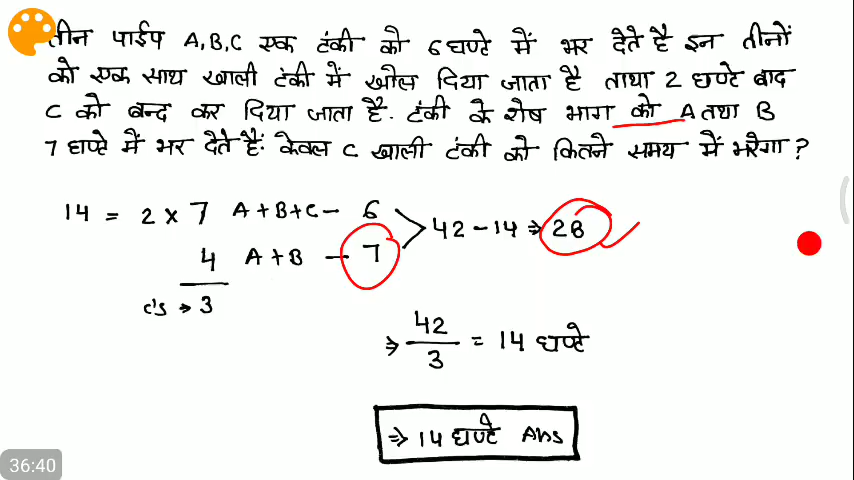 तीन पाईप A,B,C एक टंकी को 6 घण्टे में भर देते है इन तीनों
को एक साथ खाली टंकी में खोल दिया जाता है तथा 2 घण्टे बाद
C को बन्द कर दिया जाता है. टंकी के शेष भाग को A तथा B
7 घण्टे में भर देते हैं. केवल C खाली टंकी को कितने समय में भरेगा ?
14 = 2 × 7 A+B+C – 6
42 – 14 ⇒ 28
4 A+B – 7
C's → 3
⇒ 42/3 = 14 घण्टे
⇒ 14 घण्टे Ans
36:40